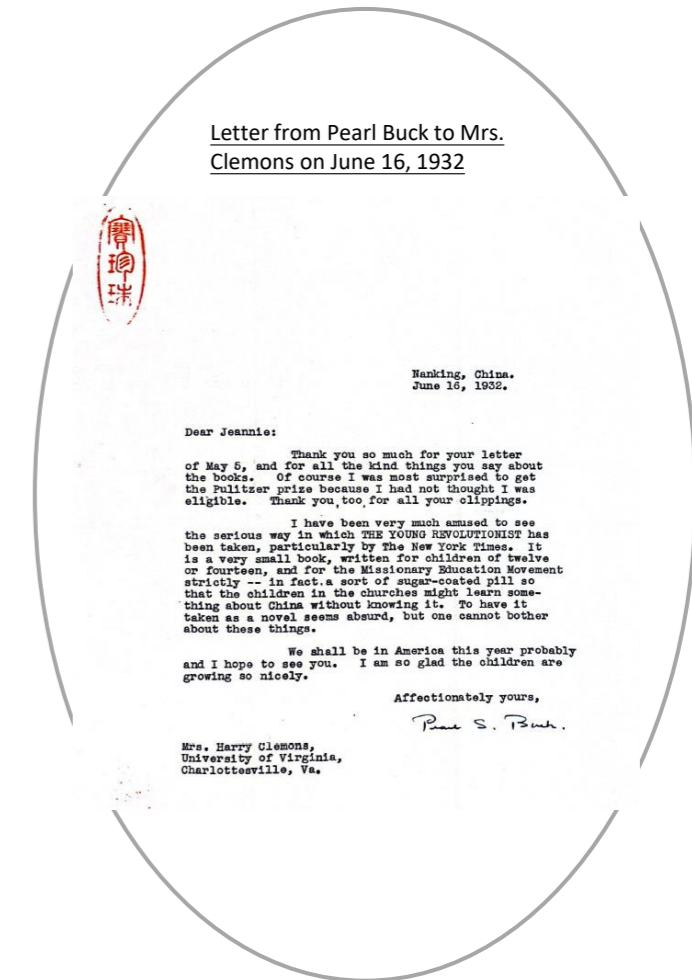 Letter from Pearl Buck to Mrs.
Clemons on June 16, 1932
賽
珍
珠
Nanking, China.
June 16, 1932.
Dear Jeannie:
Thank you so much for your letter
of May 5, and for all the kind things you say about
the books. Of course I was most surprised to get
the Pulitzer prize because I had not thought I was
eligible. Thank you,too for all your clippings.
I have been very much amused to see
the serious way in which THE YOUNG REVOLUTIONIST has
been taken, particularly by The New York Times. It
is a very small book, written for children of twelve
or fourteen, and for the Missionary Education Movement
strictly -- in fact.a sort of sugar-coated pill so
that the children in the churches might learn some-
thing about China without knowing it. To have it
taken as a novel seems absurd, but one cannot bother
about these things.
We shall be in America this year probably
and I hope to see you. I am so glad the children are
growing so nicely.
Affectionately yours,
Pearl S. Buck.
Mrs. Harry Clemons,
University of Virginia,
Charlottesville, Va.